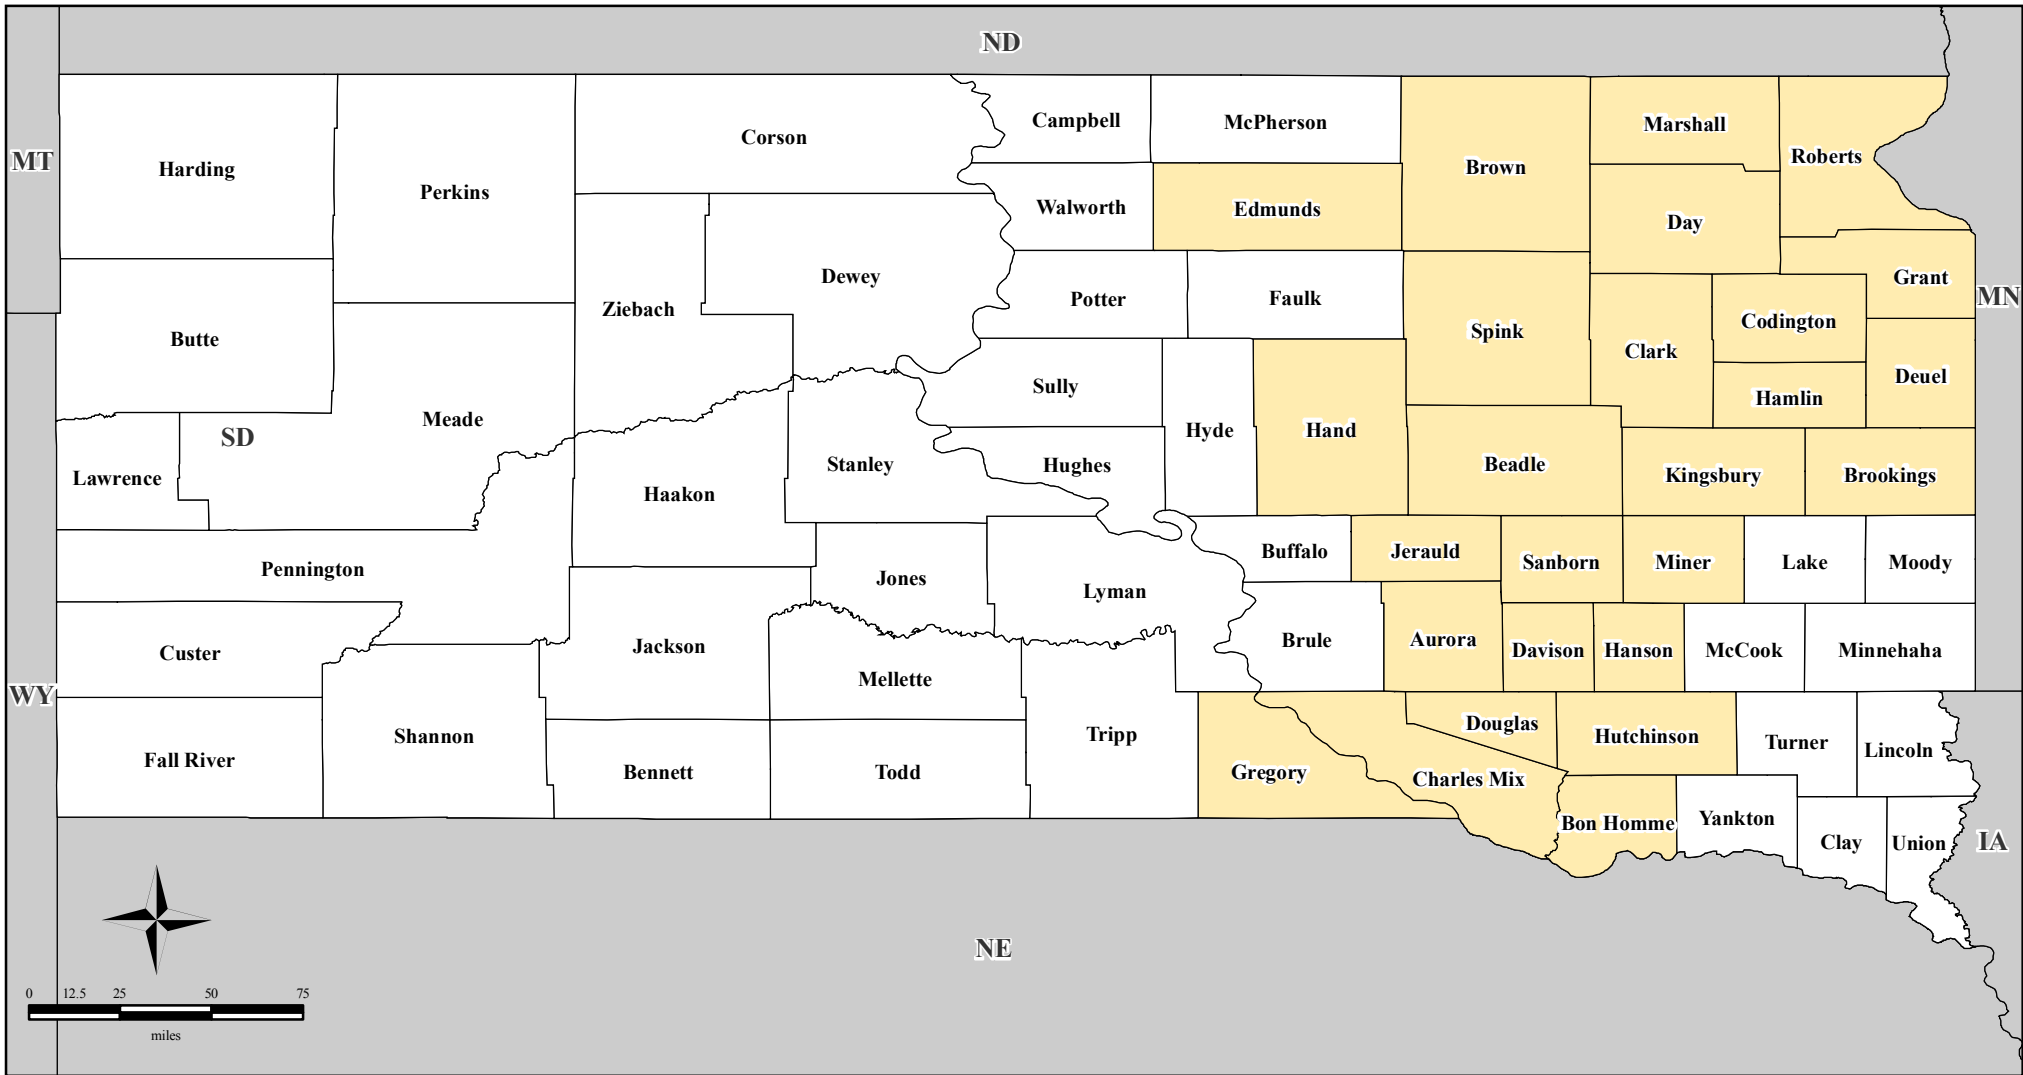 ND
Campbell
McPherson
Marshall
Corson
Roberts
MT
Harding
Brown
Perkins
Walworth
Edmunds
Day
Dewey
Grant
MN
Potter
Faulk
Ziebach
Codington
Spink
Butte
Clark
Deuel
Sully
Hamlin
Meade
Hyde
Hand
SD
Stanley
Hughes
Beadle
Kingsbury
Brookings
Lawrence
Haakon
Buffalo
Jerauld
Sanborn
Miner
Lake
Moody
Pennington
Jones
Lyman
Brule
Aurora
Davison
Hanson
McCook
Minnehaha
Custer
Jackson
Mellette
WY
Shannon
Tripp
Douglas
Hutchinson
Turner
Lincoln
Fall River
Bennett
Todd
Gregory
Charles Mix
Bon Homme
Yankton
Clay
Union
IA
NE
0 12.5 25 50 75
miles